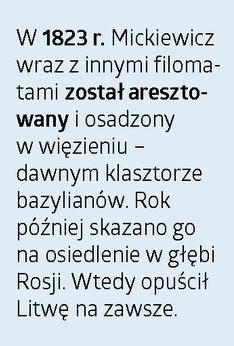 W 1823 r. Mickiewicz
wraz z innymi filoma-
tami został areszto-
wany i osadzony
w więzieniu –
dawnym klasztorze
bazylianów. Rok
później skazano go
na osiedlenie w głębi
Rosji. Wtedy opuścił
Litwę na zawsze.